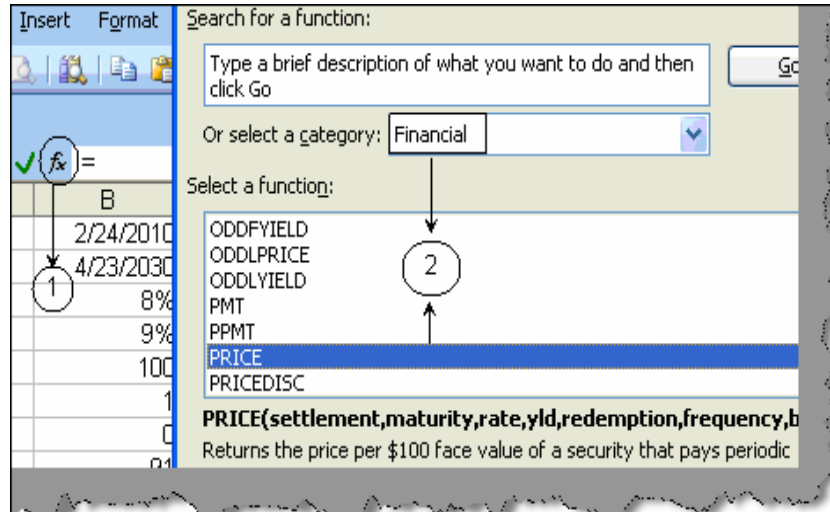 Insert Format
fx =
B
2/24/2010
4/23/2030
1
8%
9%
100
1
0
Search for a function:
Type a brief description of what you want to do and then
click Go
Go
Or select a category: Financial
Select a function:
ODDFYIELD
ODDLPRICE
ODDLYIELD
PMT
PPMT
PRICE
PRICEDISC
2
PRICE(settlement,maturity,rate,yld,redemption,frequency,b
Returns the price per $100 face value of a security that pays periodic